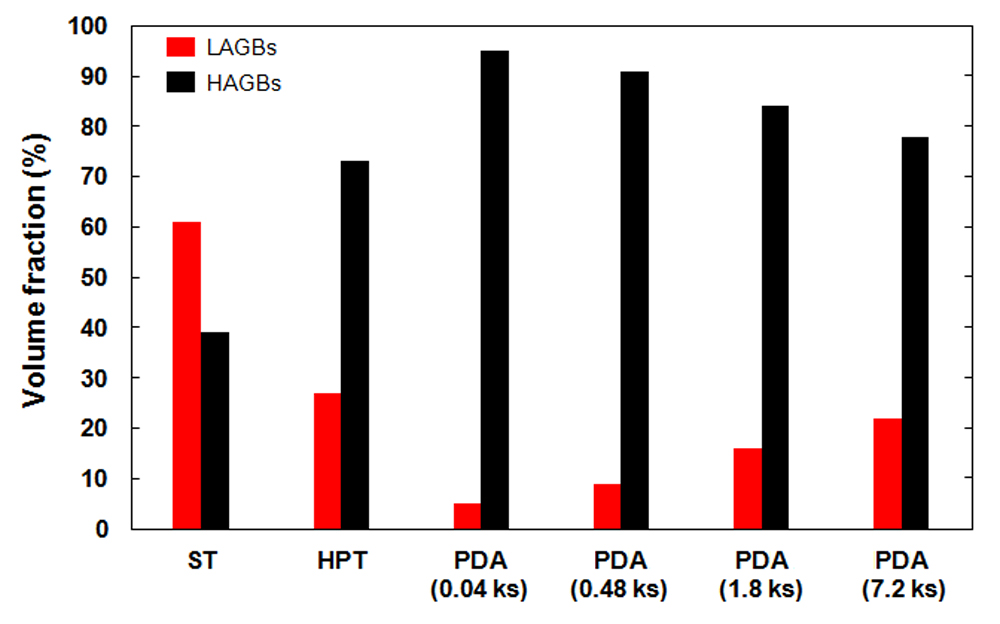 LAGBs
HAGBs
Volume fraction (%)
100
90
80
70
60
50
40
30
20
10
0
ST
HPT
PDA
(0.04 ks)
PDA
(0.48 ks)
PDA
(1.8 ks)
PDA
(7.2 ks)